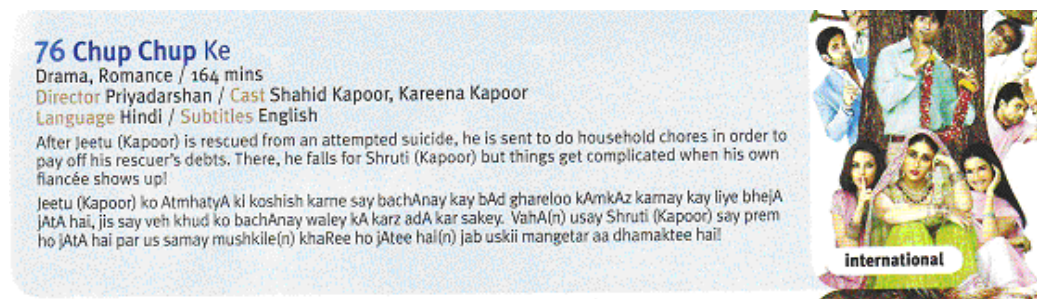 76 Chup Chup Ke
Drama, Romance / 164 mins
Director Priyadarshan / Cast Shahid Kapoor, Kareena Kapoor
Language Hindi / Subtitles English
After Jeetu (Kapoor) is rescued from an attempted suicide, he is sent to do household chores in order to
pay off his rescuer's debts. There, he falls for Shruti (Kapoor) but things get complicated when his own
fiancée shows up!
Jeetu (Kapoor) ko AtmhatyA ki koshish karne say bachAnay kay bAd ghareloo kAmkAz karnay kay liye bhejA
jAtA hai, jis say veh khud ko bachAnay waley kA karz adA kar sakey. VahA(n) usay Shruti (Kapoor) say prem
ho jAtA hai par us samay mushkile(n) khaRee ho jAtee hai(n) jab uskii mangetar aa dhamaktee hai!
international